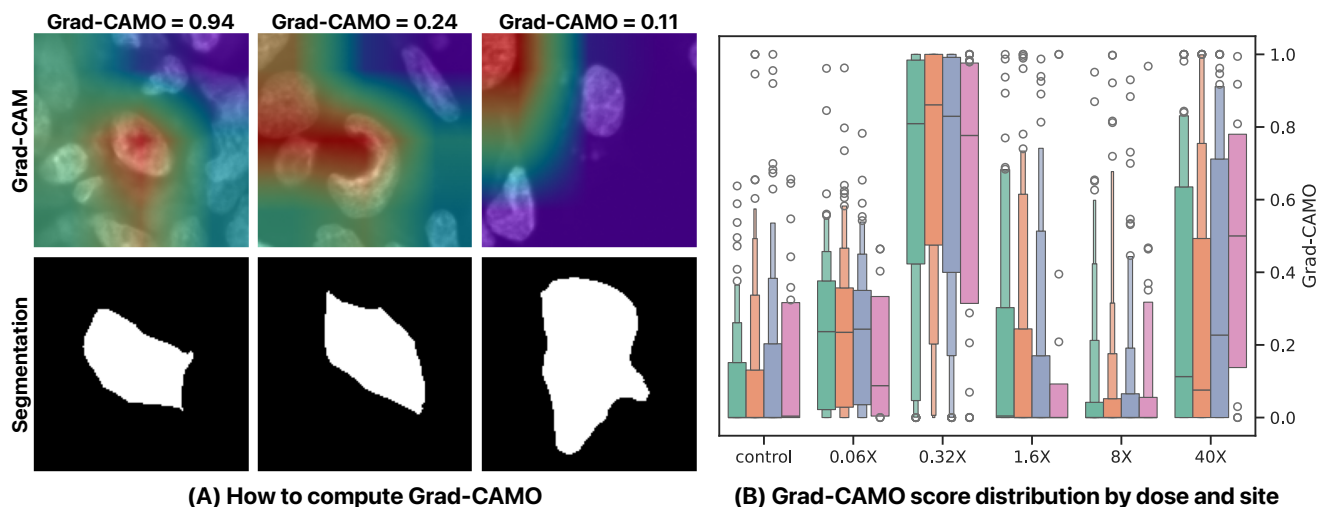 Grad-CAMO = 0.94 Grad-CAMO = 0.24 Grad-CAMO = 0.11
Grad-CAM
Segmentation
(A) How to compute Grad-CAMO
1.0
0.8
0.6
0.4
0.2
0.0
Grad-CAMO
control 0.06X 0.32X 1.6X 8X 40X
(B) Grad-CAMO score distribution by dose and site